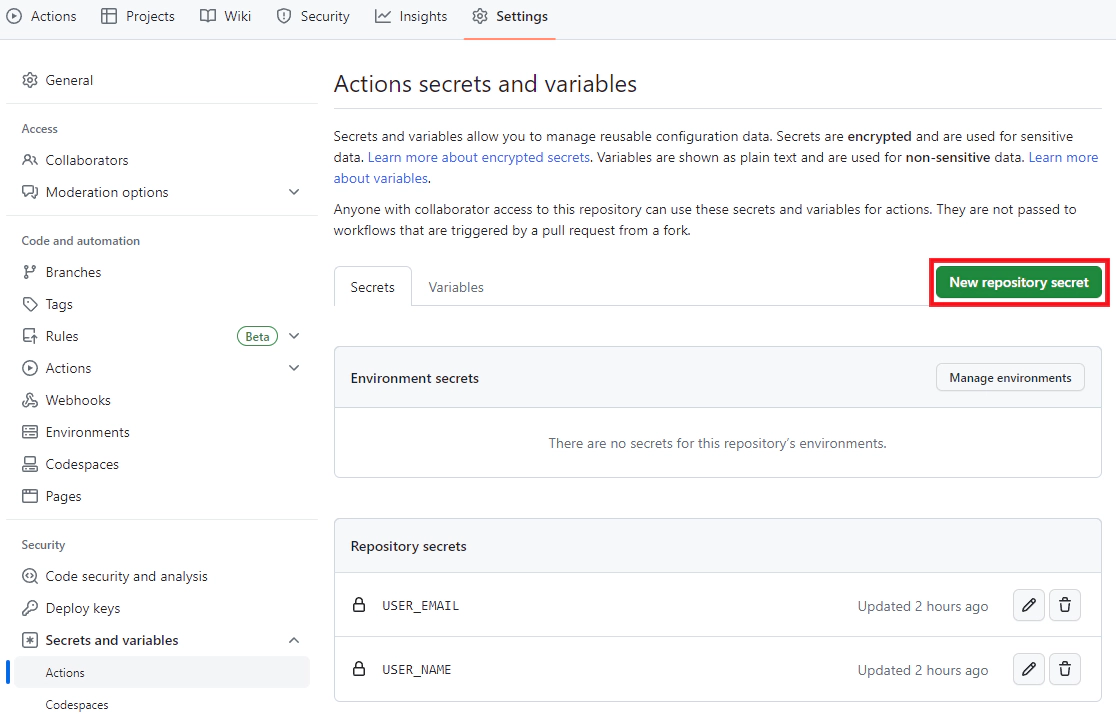 Actions Projects Wiki Security Insights Settings
General
Access
Collaborators
Moderation options
Code and automation
Branches
Tags
Rules Beta
Actions
Webhooks
Environments
Codespaces
Pages
Security
Code security and analysis
Deploy keys
Secrets and variables
Actions
Codespaces
Actions secrets and variables
Secrets and variables allow you to manage reusable configuration data. Secrets are encrypted and are used for sensitive
data. Learn more about encrypted secrets. Variables are shown as plain text and are used for non-sensitive data. Learn more
about variables.
Anyone with collaborator access to this repository can use these secrets and variables for actions. They are not passed to
workflows that are triggered by a pull request from a fork.
Secrets Variables New repository secret
Environment secrets Manage environments
There are no secrets for this repository’s environments.
Repository secrets
USER_EMAIL Updated 2 hours ago
USER_NAME Updated 2 hours ago